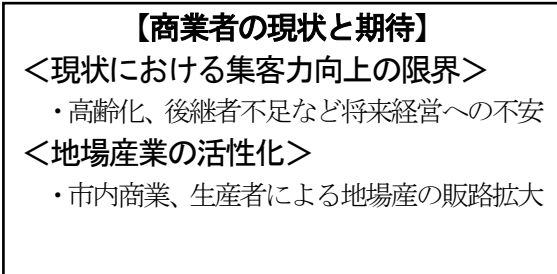 【商業者の現状と期待】
＜現状における集客力向上の限界＞
・高齢化、後継者不足など将来経営への不安
＜地場産業の活性化＞
・市内商業、生産者による地場産の販路拡大